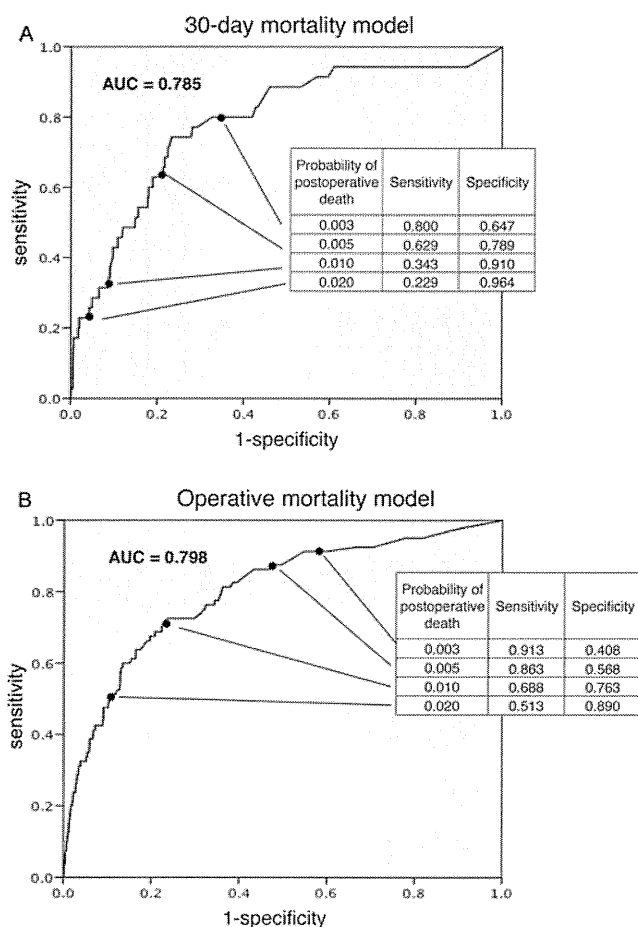 A
30-day mortality model
1.0
AUC = 0.785
0.8
0.6
0.4
0.2
0.0
sensitivity
Probability of postoperative death Sensitivity Specificity
0.003 0.800 0.647
0.005 0.629 0.789
0.010 0.343 0.910
0.020 0.229 0.964
0.0 0.2 0.4 0.6 0.8 1.0
1-specificity
B
Operative mortality model
1.0
AUC = 0.798
0.8
0.6
0.4
0.2
0.0
sensitivity
Probability of postoperative death Sensitivity Specificity
0.003 0.913 0.408
0.005 0.863 0.568
0.010 0.688 0.763
0.020 0.513 0.890
0.0 0.2 0.4 0.6 0.8 1.0
1-specificity